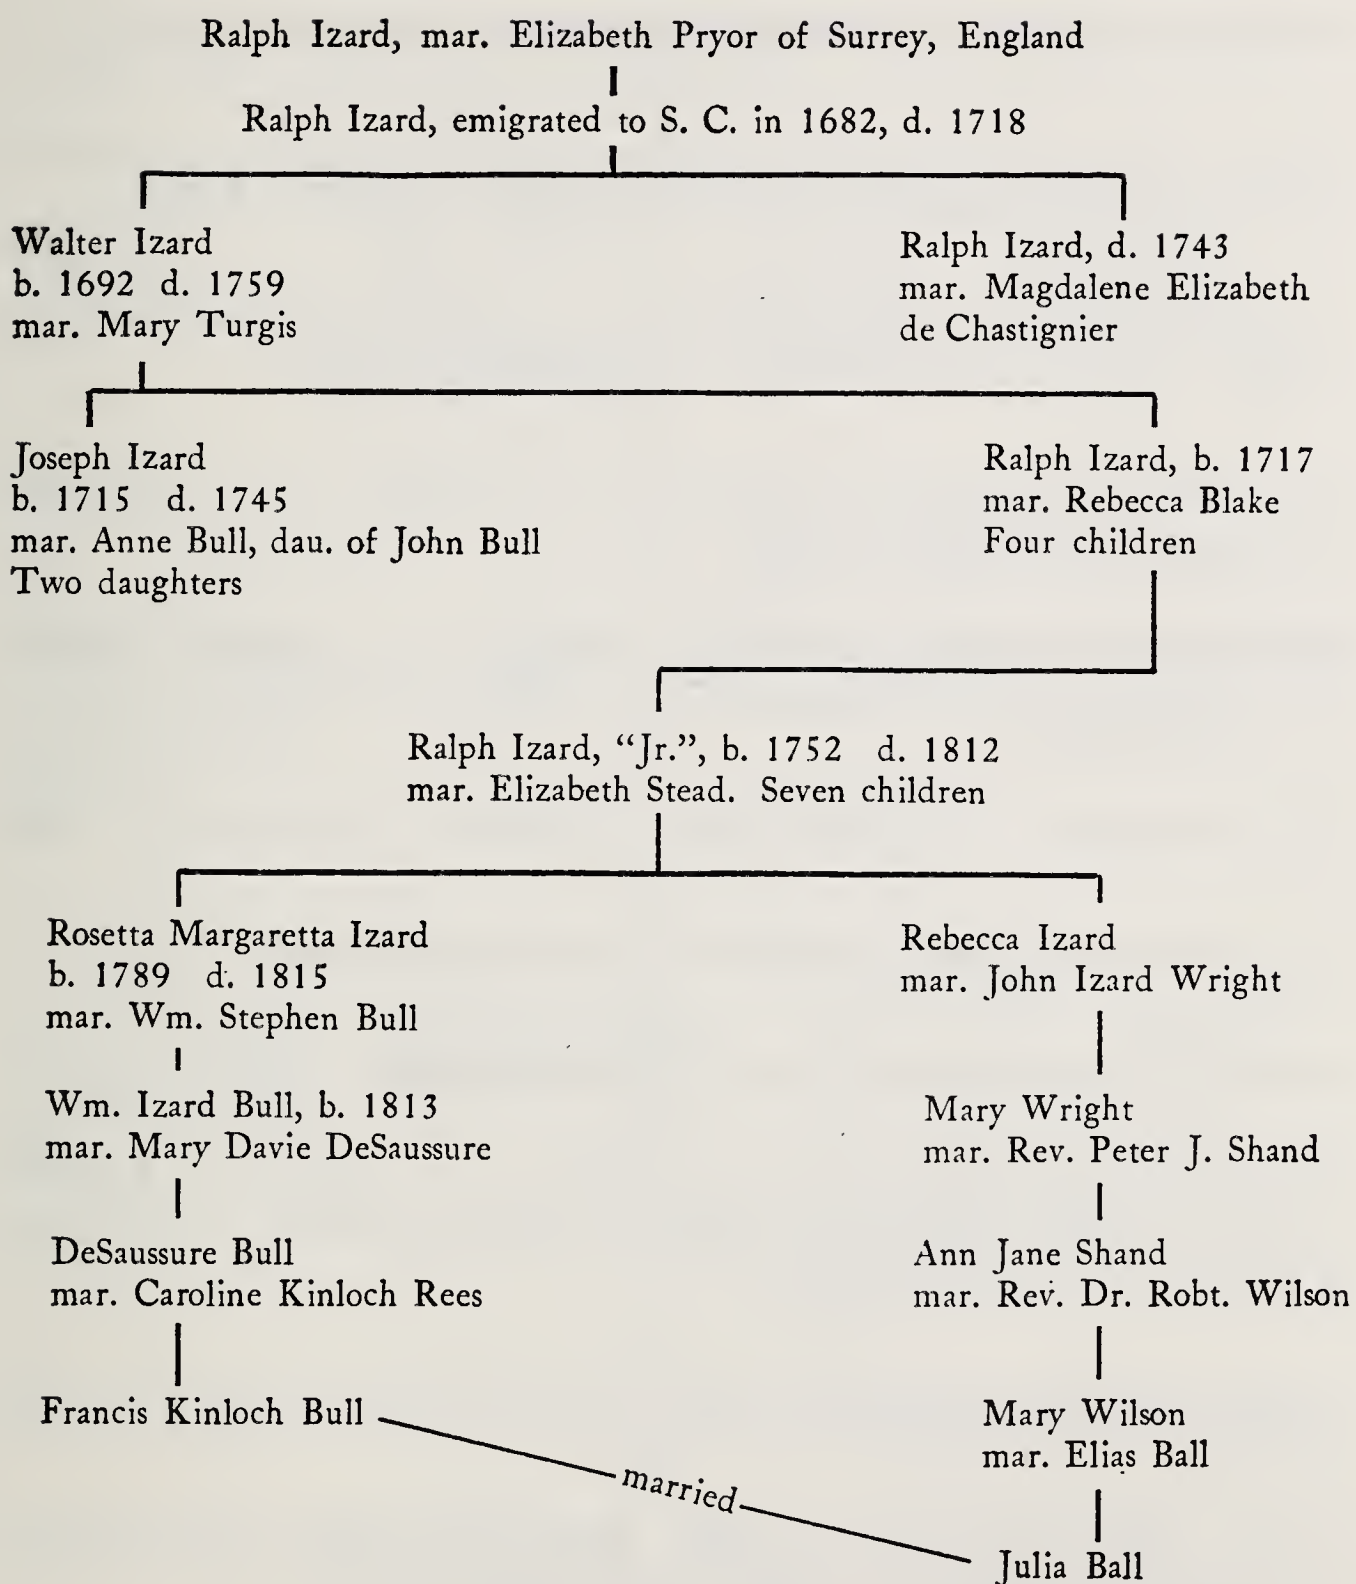 Ralph Izard, mar. Elizabeth Pryor of Surrey, England
Ralph Izard, emigrated to S. C. in 1682, d. 1718
Walter Izard
b. 1692 d. 1759
mar. Mary Turgis
Ralph Izard, d. 1743
mar. Magdalene Elizabeth
de Chastignier
Joseph Izard
b. 1715 d. 1745
mar. Anne Bull, dau. of John Bull
Two daughters
Ralph Izard, b. 1717
mar. Rebecca Blake
Four children
Ralph Izard, “Jr.”, b. 1752 d. 1812
mar. Elizabeth Stead. Seven children
Rosetta Margaretta Izard
b. 1789 d. 1815
mar. Wm. Stephen Bull
Rebecca Izard
mar. John Izard Wright
Wm. Izard Bull, b. 1813
mar. Mary Davie DeSaussure
Mary Wright
mar. Rev. Peter J. Shand
DeSaussure Bull
mar. Caroline Kinloch Rees
Ann Jane Shand
mar. Rev. Dr. Robt. Wilson
Francis Kinloch Bull
Mary Wilson
mar. Elias Ball
married
Julia Ball